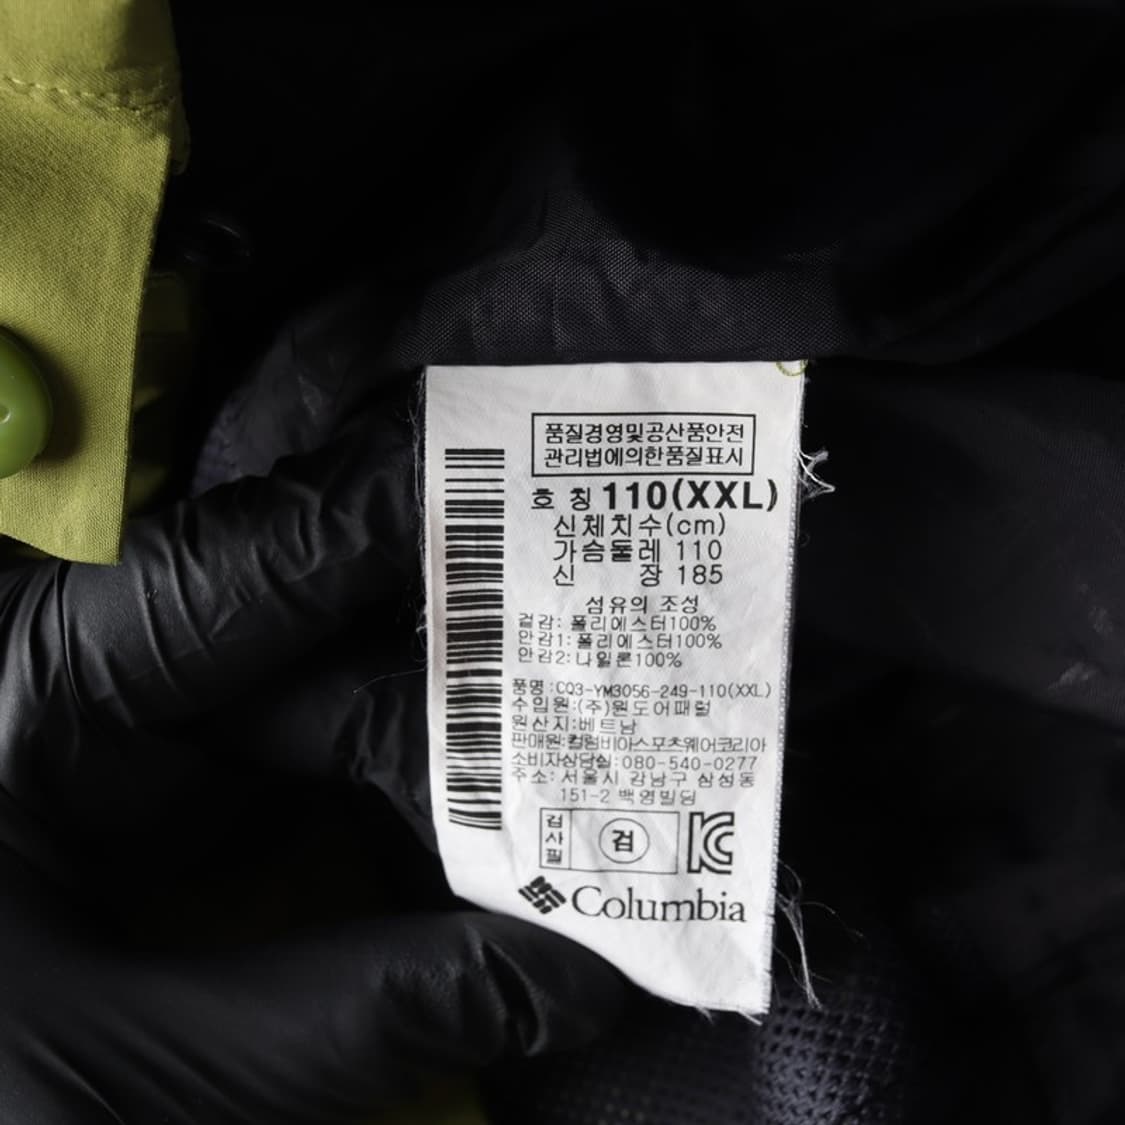 품질경영및공산품안전
관리법에의한품질표시
호 칭 110(XXL)
신체치수(cm)
가슴둘레 110
신 장 185
섬유의 조성
겉감: 폴리에스터100%
안감1: 폴리에스터100%
안감2: 나일론100%
품명:CQ3-YM3056-249-110(XXL)
수입원:(주)원도어패럴
원산지:베트남
판매원:컬럼비아스포츠웨어코리아
소비자상담실:080-540-0277
주소: 서울시 강남구 삼성동
151-2 백영빌딩
검사필
검
Columbia